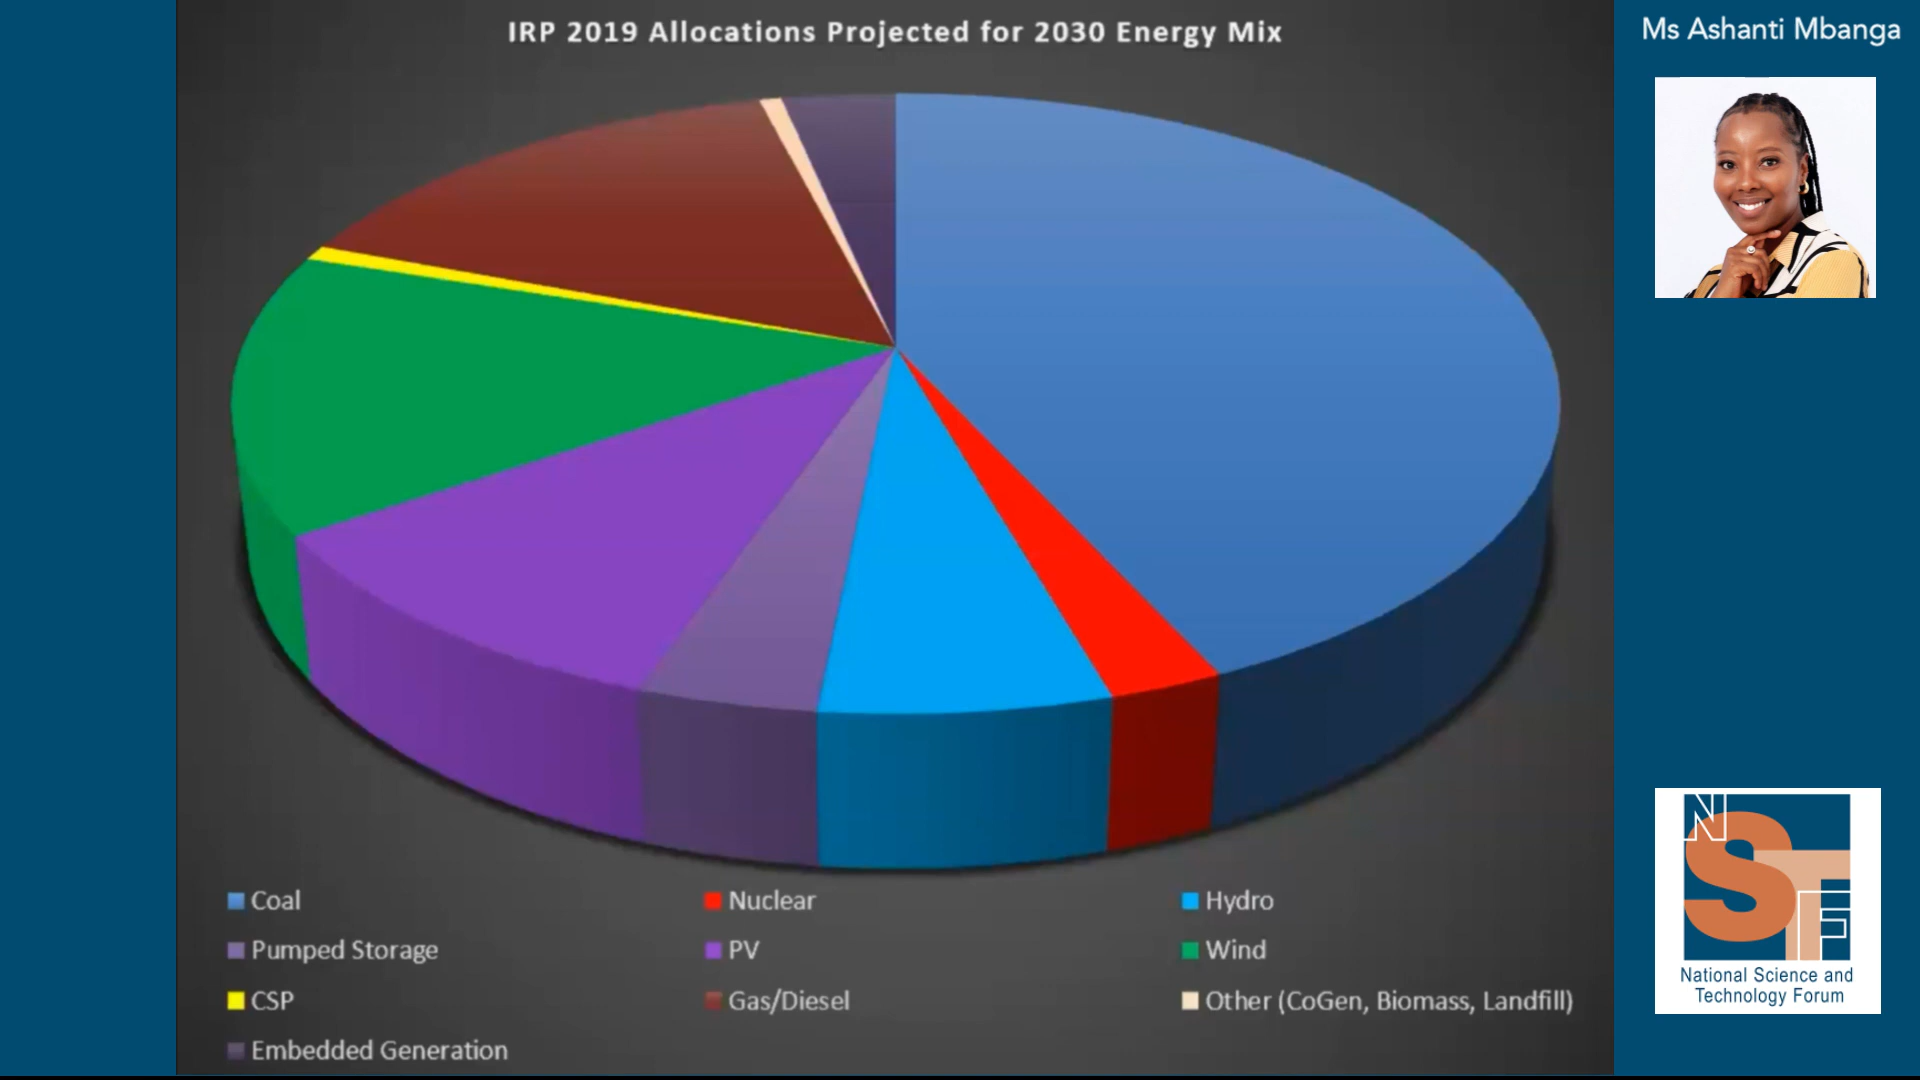 IRP 2019 Allocations Projected for 2030 Energy Mix
Ms Ashanti Mbanga
Coal
Nuclear
Hydro
Pumped Storage
PV
Wind
CSP
Gas/Diesel
Other (CoGen, Biomass, Landfill)
Embedded Generation
NSTF
National Science and
Technology Forum